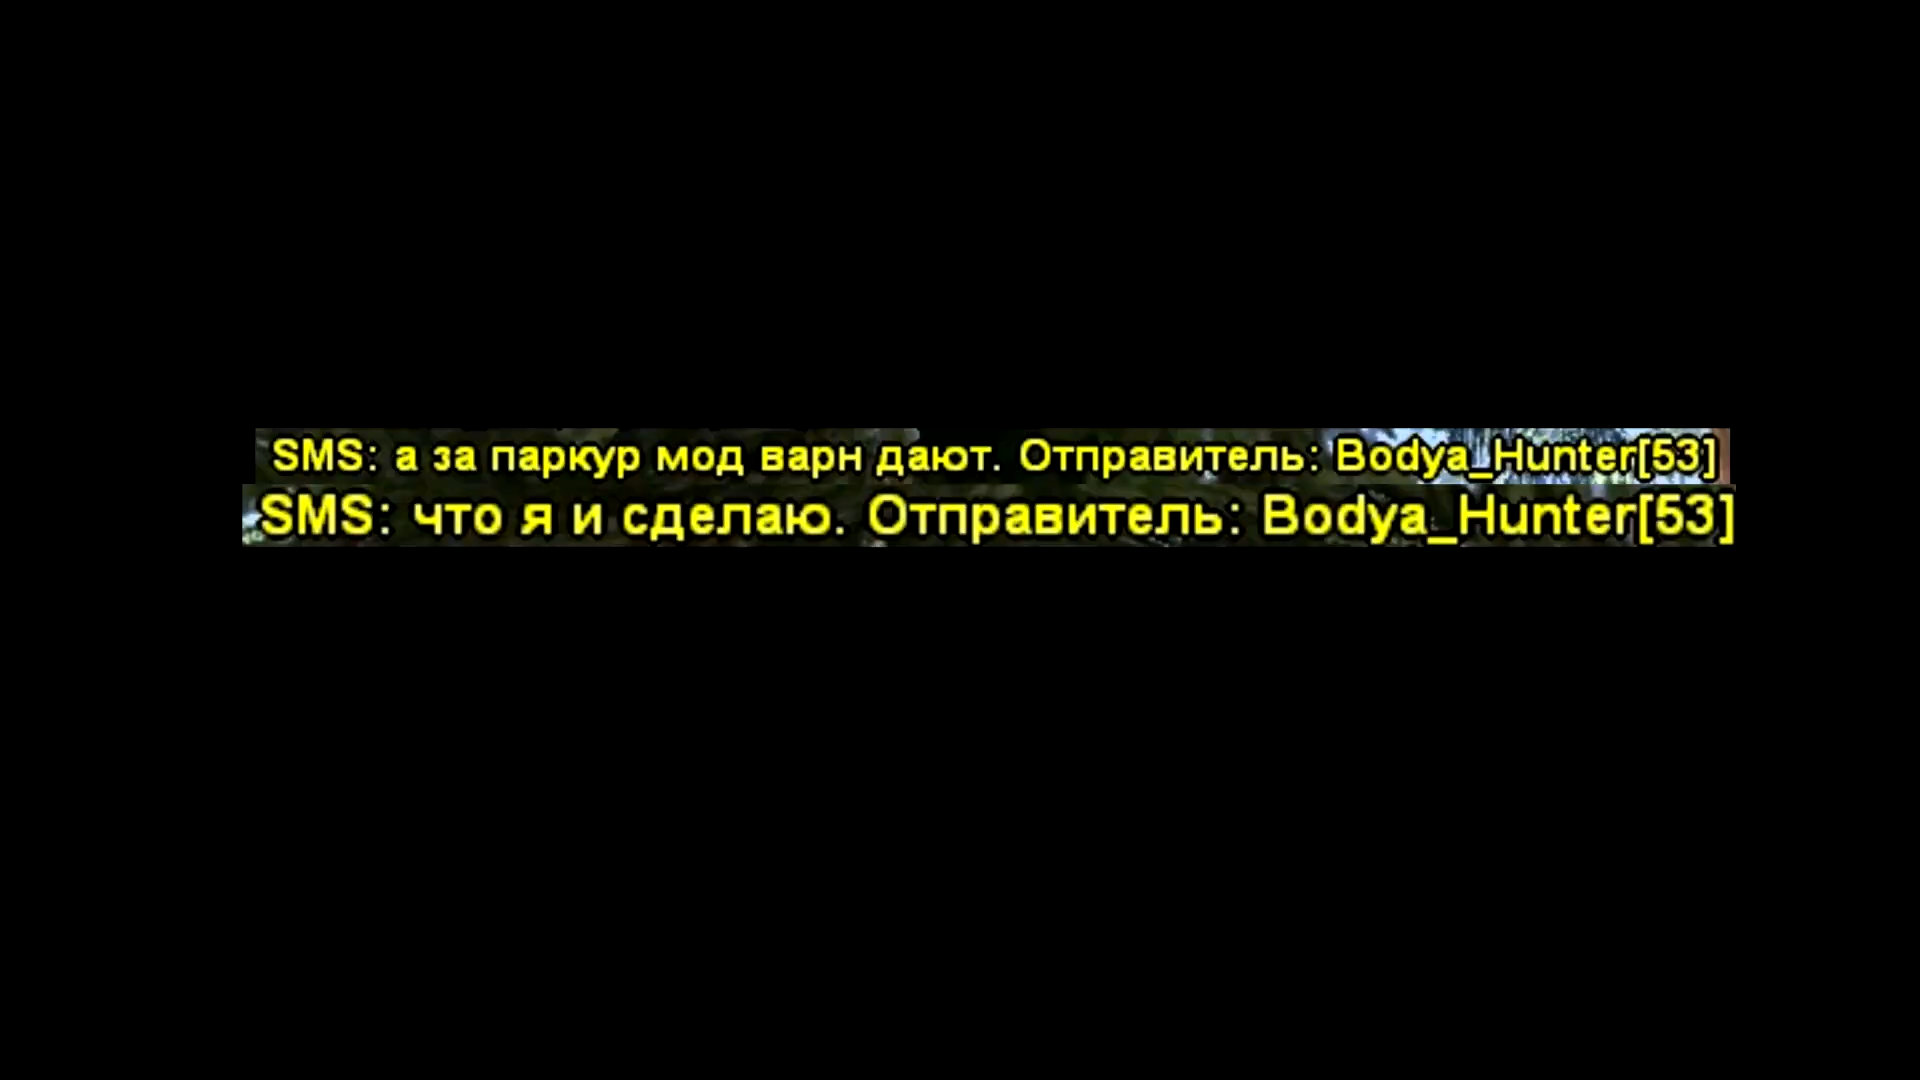 SMS: а за паркур мод варн дают. Отправитель: Bodya_Hunter[53]
SMS: что я и сделаю. Отправитель: Bodya_Hunter[53]